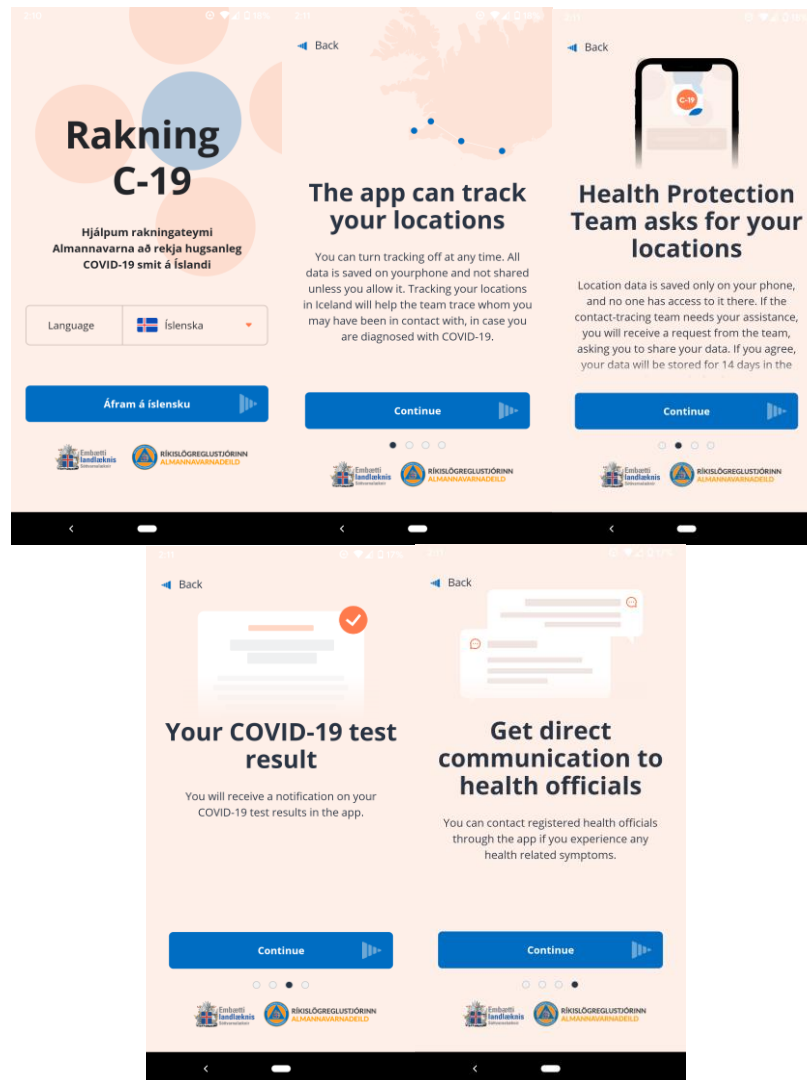 Rakning
C-19
Hjálpum rakningateymi
Almannavarna að rekja hugsanleg
COVID-19 smit á Íslandi
Language
Íslenska
Áfram á íslensku
Embætti
landlæknis
RÍKISLÖGREGLUSTJÓRINN
ALMANNAVARNADEILD
Back
The app can track
your locations
You can turn tracking off at any time. All
data is saved on yourphone and not shared
unless you allow it. Tracking your locations
in Iceland will help the team trace whom you
may have been in contact with, in case you
are diagnosed with COVID-19.
Continue
Embætti
landlæknis
RÍKISLÖGREGLUSTJÓRINN
ALMANNAVARNADEILD
Back
C-19
Health Protection
Team asks for your
locations
Location data is saved only on your phone,
and no one has access to it there. If the
contact-tracing team needs your assistance,
you will receive a request from the team,
asking you to share your data. If you agree,
your data will be stored for 14 days in the
Continue
Embætti
landlæknis
RÍKISLÖGREGLUSTJÓRINN
ALMANNAVARNADEILD
Back
Your COVID-19 test
result
You will receive a notification on your
COVID-19 test results in the app.
Continue
Embætti
landlæknis
RÍKISLÖGREGLUSTJÓRINN
ALMANNAVARNADEILD
Back
Get direct
communication to
health officials
You can contact registered health officials
through the app if you experience any
health related symptoms.
Continue
Embætti
landlæknis
RÍKISLÖGREGLUSTJÓRINN
ALMANNAVARNADEILD